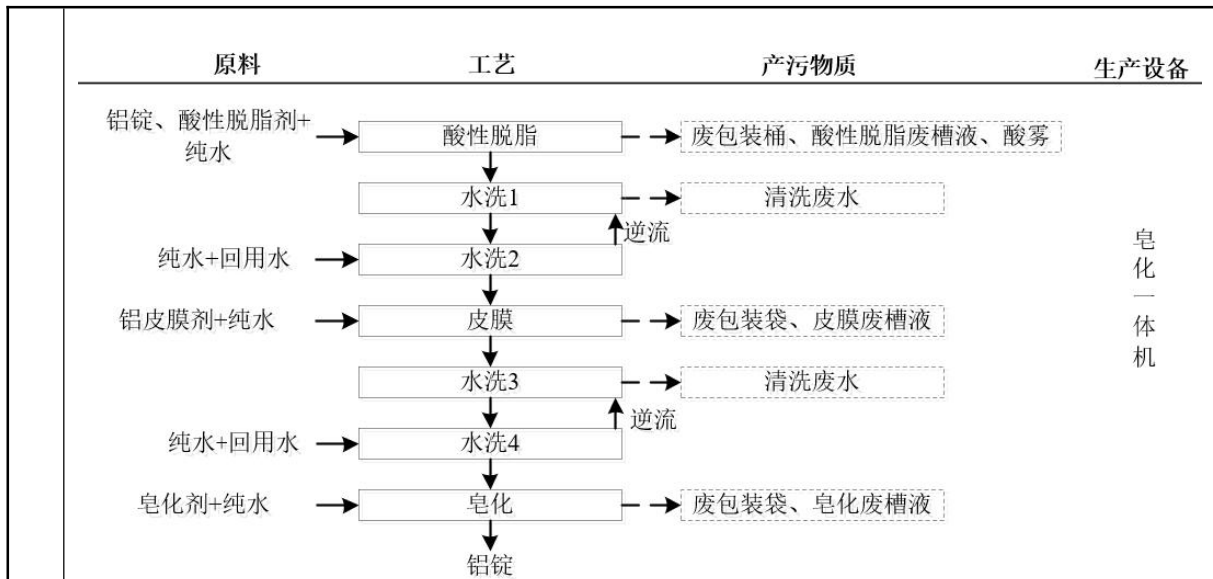 原料 工艺 产污物质 生产设备
铝锭、酸性脱脂剂+
纯水
酸性脱脂
废包装桶、酸性脱脂废槽液、酸雾
水洗1
清洗废水
逆流
纯水+回用水
水洗2
铝皮膜剂+纯水
皮膜
废包装袋、皮膜废槽液
水洗3
清洗废水
逆流
纯水+回用水
水洗4
皂化剂+纯水
皂化
废包装袋、皂化废槽液
铝锭
皂
化
一
体
机